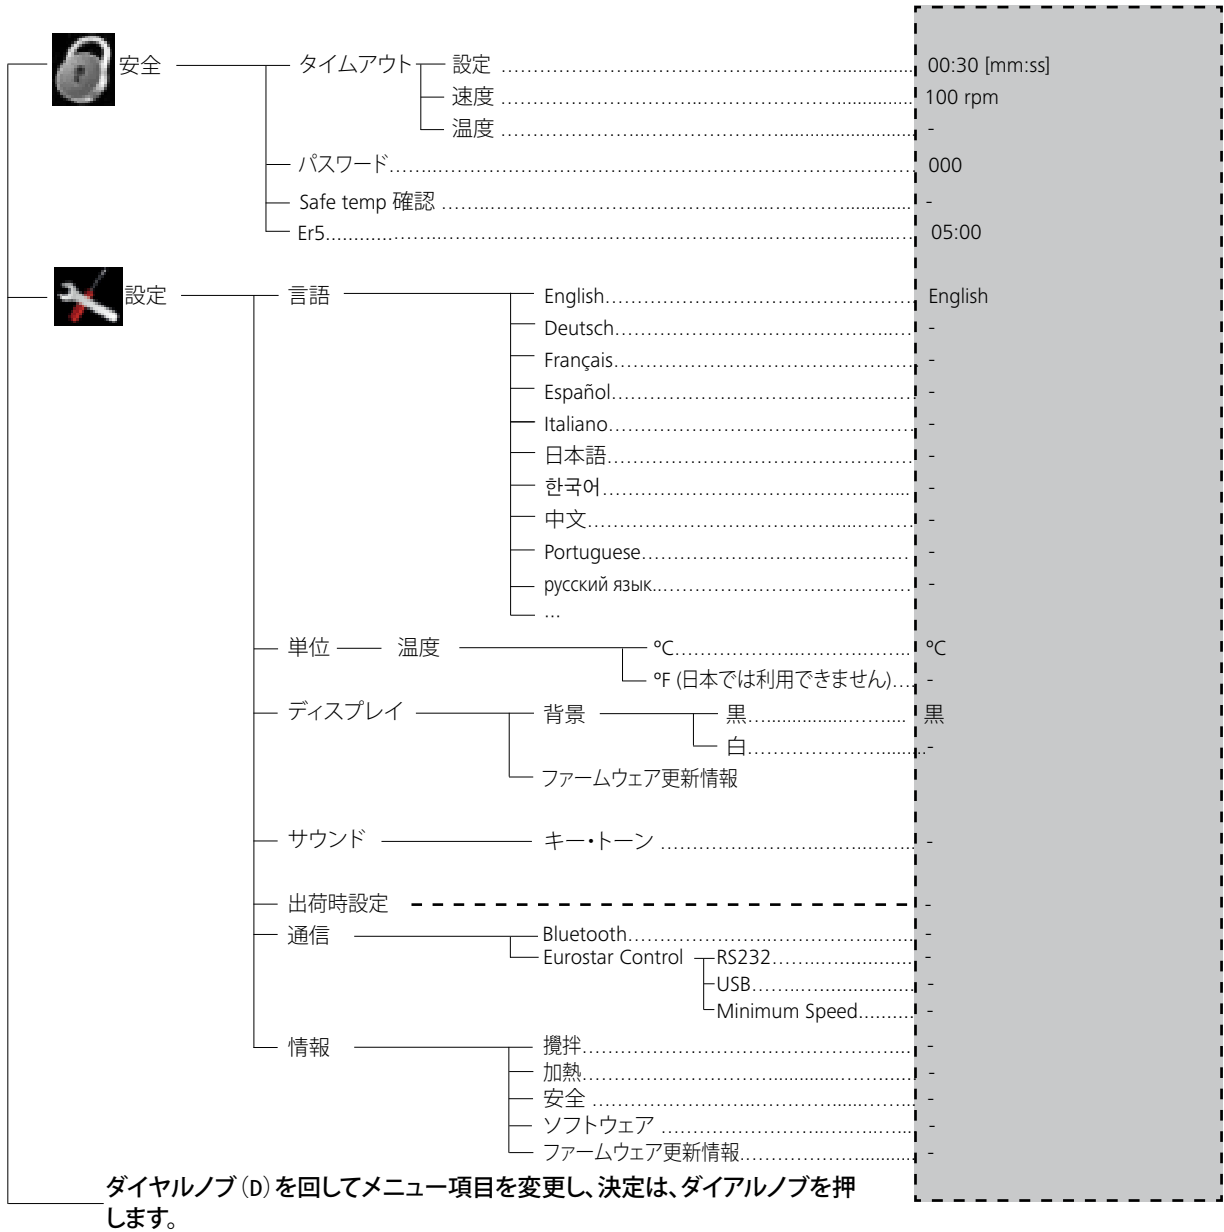 安全 タイムアウト 設定 00:30 [mm:ss]
速度 100 rpm
温度 -
パスワード 000
Safe temp 確認 -
Er5 05:00
設定 言語 English English
Deutsch -
Français -
Español -
Italiano -
日本語 -
한국어 -
中文 -
Portuguese -
русский язык -
…
単位 温度 ºC ºC
ºF (日本では利用できません) -
ディスプレイ 背景 黒 黒
白 -
ファームウェア更新情報
サウンド キー・トーン -
出荷時設定 -
通信 Bluetooth -
Eurostar Control RS232 -
USB -
Minimum Speed -
情報 攪拌 -
加熱 -
安全 -
ソフトウェア -
ファームウェア更新情報 -
ダイヤルノブ（D）を回してメニュー項目を変更し、決定は、ダイアルノブを押
します。